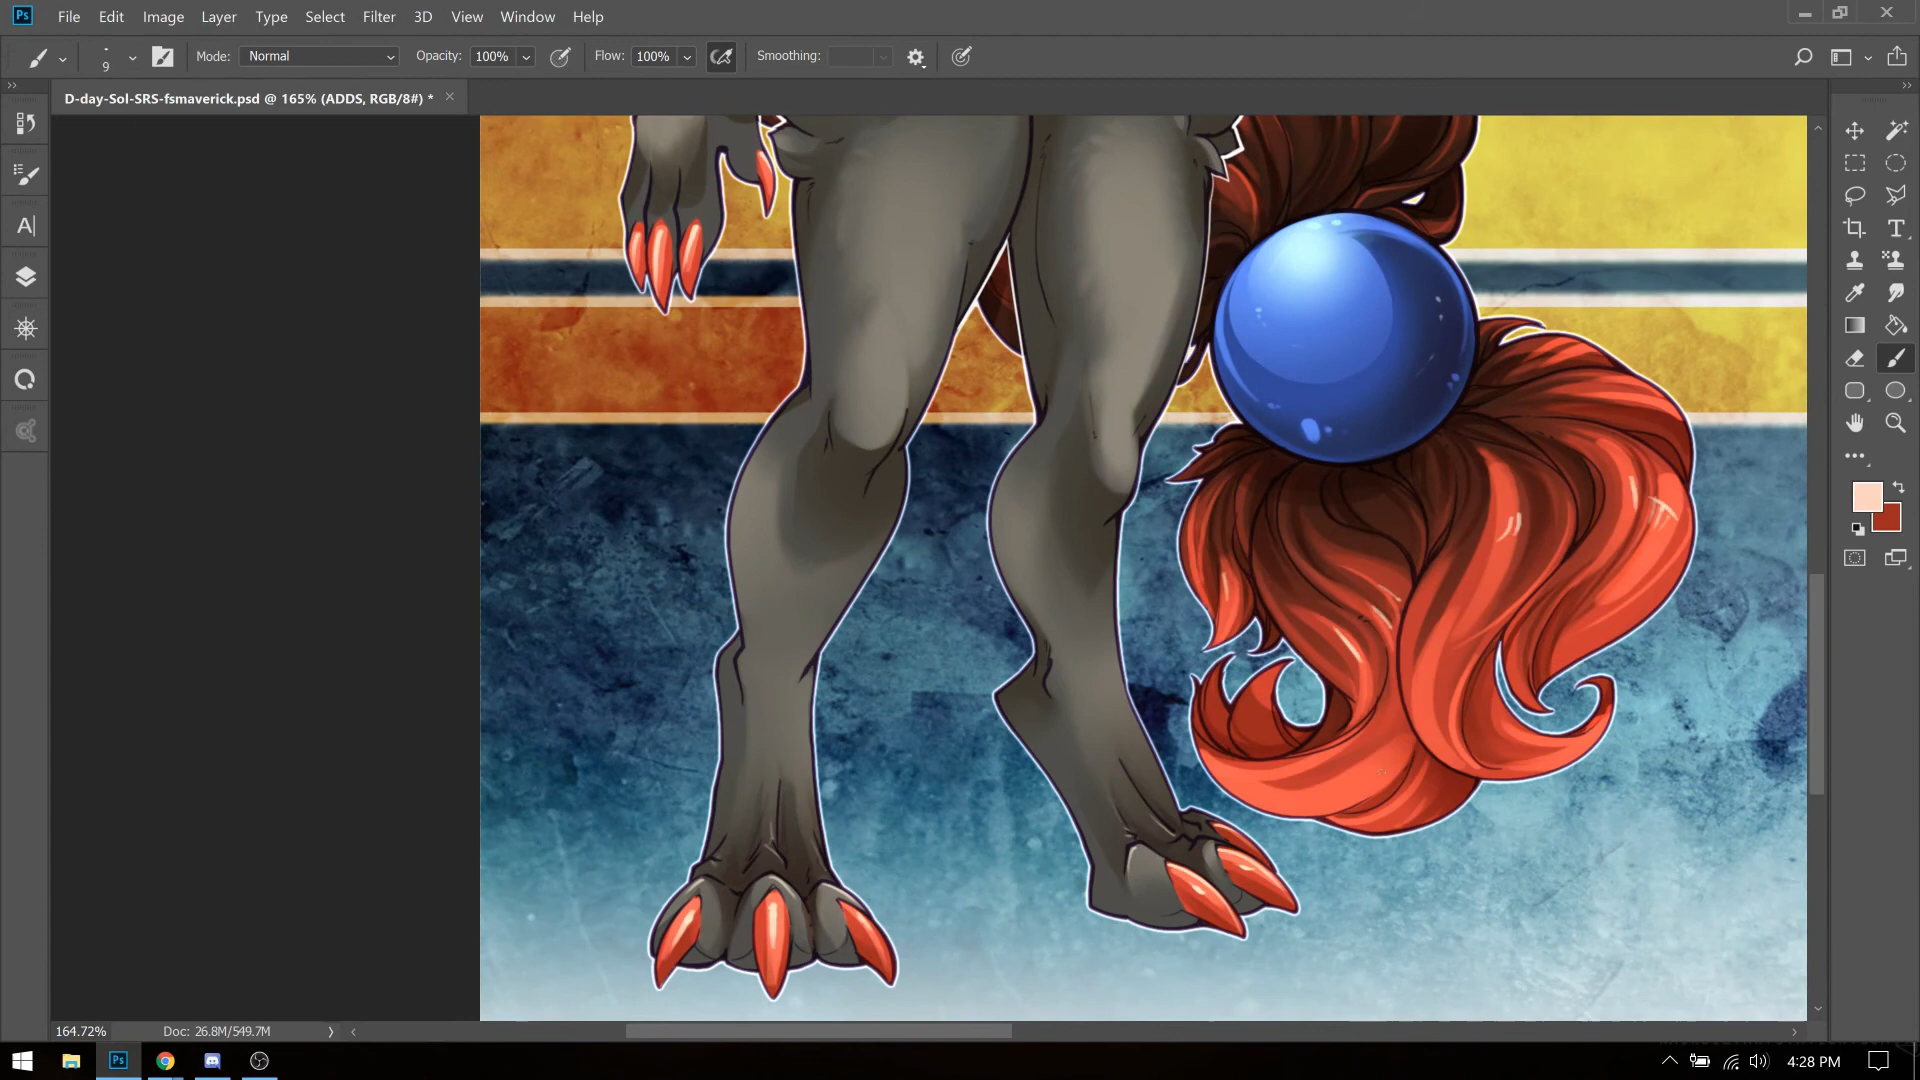 Ps File Edit Image Layer Type Select Filter 3D View Window Help
9 Mode: Normal Opacity: 100% Flow: 100% Smoothing:
D-day-Sol-SRS-fsmaverick.psd @ 165% (ADDS, RGB/8#) *
A
T
164.72% Doc: 26.8M/549.7M
Ps 4:28 PM